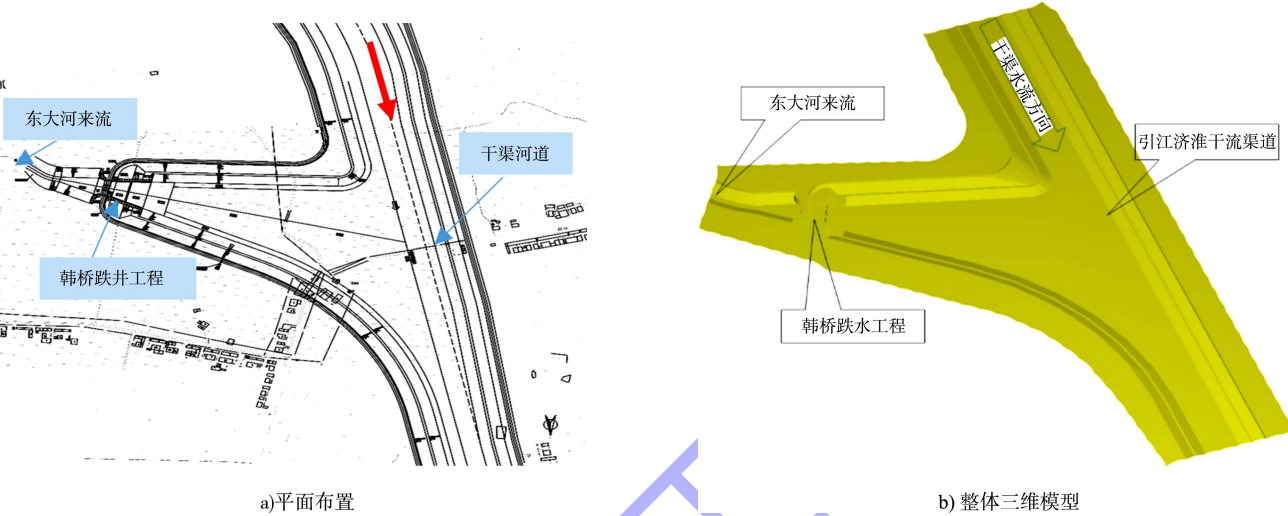 东大河来流
干渠河道
韩桥跌井工程
a)平面布置
干渠水流方向
东大河来流
引江济淮干流渠道
韩桥跌水工程
b) 整体三维模型